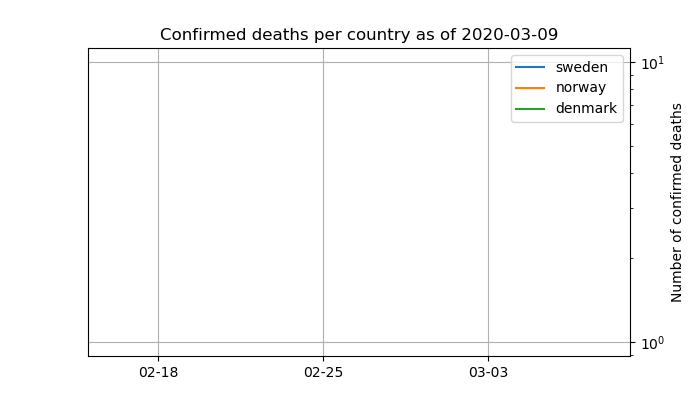 Confirmed deaths per country as of 2020-03-09
sweden
norway
denmark
10¹
Number of confirmed deaths
10⁰
02-18
02-25
03-03